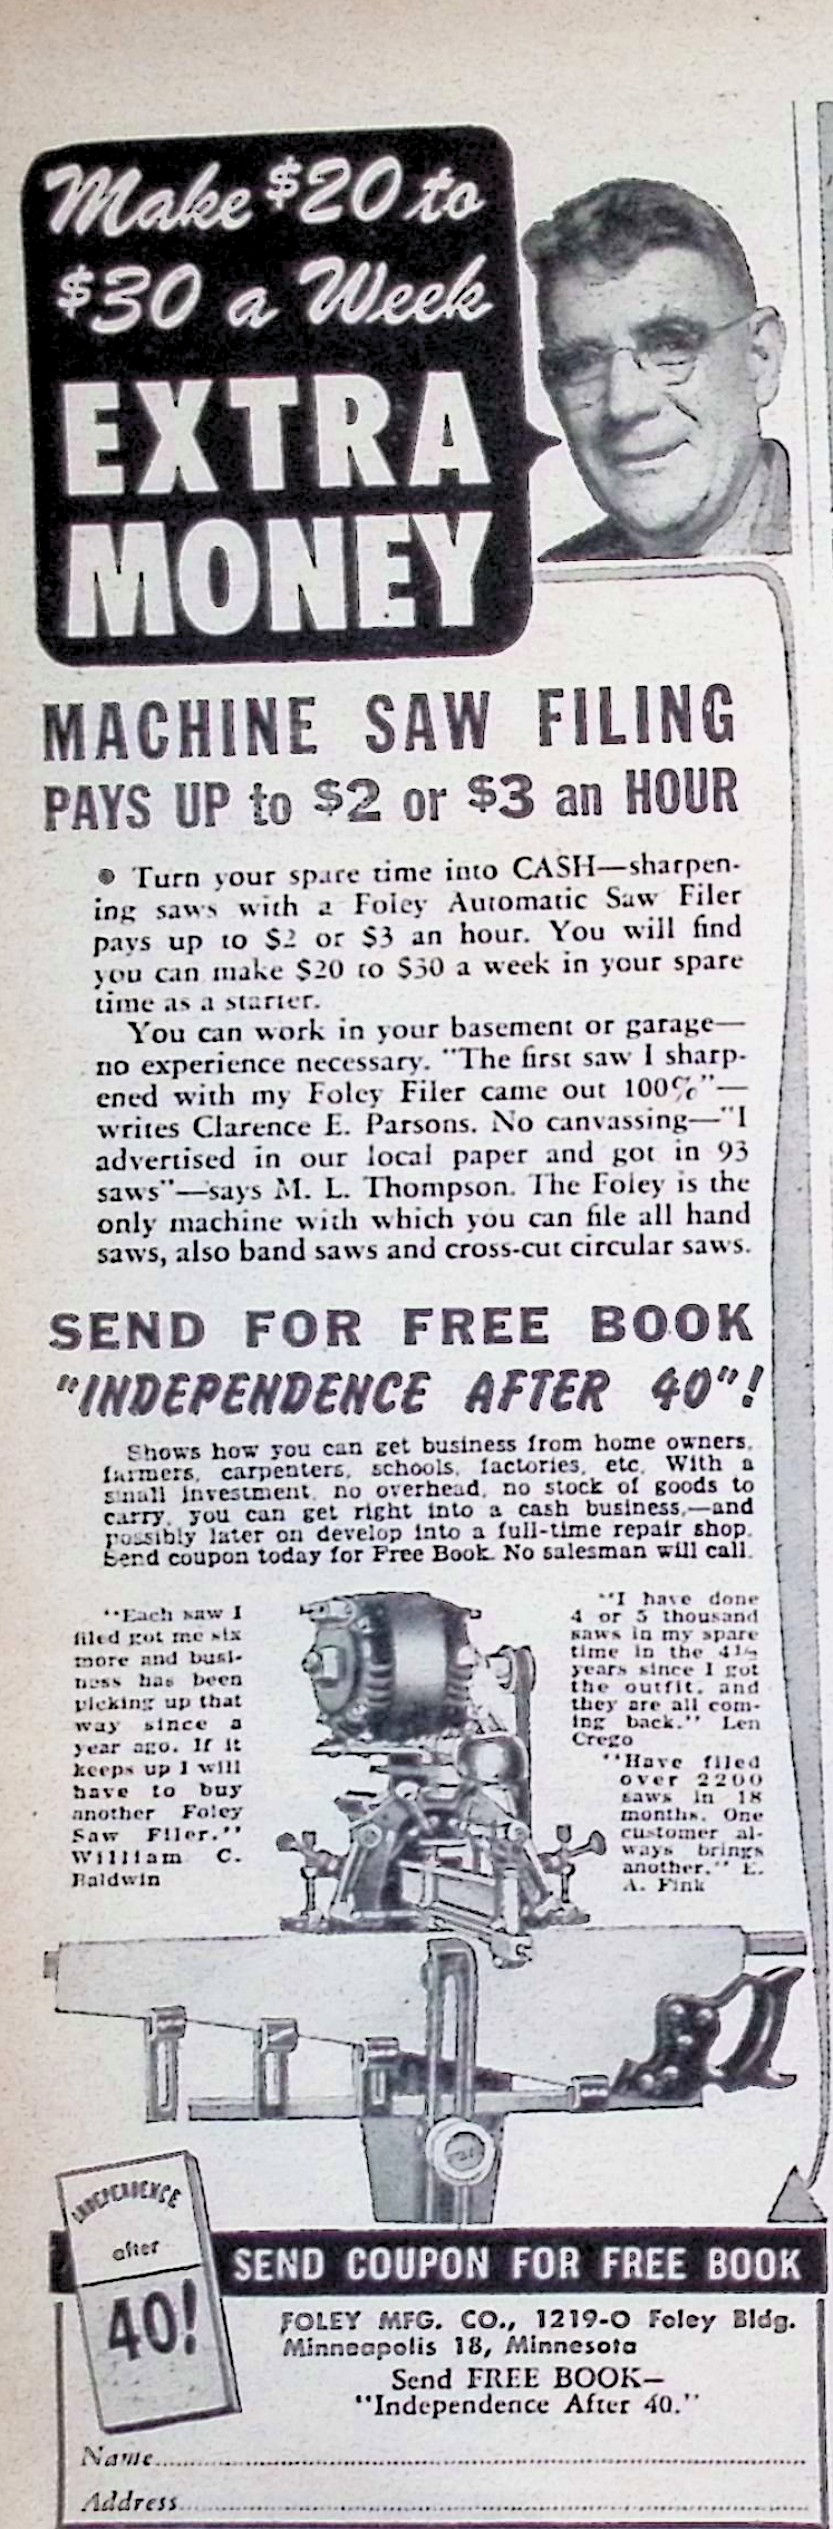 Make $20 to
$30 a Week
EXTRA
MONEY
MACHINE SAW FILING
PAYS UP to $2 or $3 an HOUR
● Turn your spare time into CASH—sharpen-
ing saws with a Foley Automatic Saw Filer
pays up to $2 or $3 an hour. You will find
you can make $20 to $30 a week in your spare
time as a starter.
You can work in your basement or garage—
no experience necessary. "The first saw I sharp-
ened with my Foley Filer came out 100%"—
writes Clarence E. Parsons. No canvassing—"I
advertised in our local paper and got in 93
saws"—says M. L. Thompson. The Foley is the
only machine with which you can file all hand
saws, also band saws and cross-cut circular saws.
SEND FOR FREE BOOK
"INDEPENDENCE AFTER 40"!
Shows how you can get business from home owners,
farmers, carpenters, schools, factories, etc. With a
small investment, no overhead, no stock of goods to
carry, you can get right into a cash business,—and
possibly later on develop into a full-time repair shop.
Send coupon today for Free Book. No salesman will call.
"Each saw I
filed got me six
more and busi-
ness has been
picking up that
way since a
year ago. If it
keeps up I will
have to buy
another Foley
Saw Filer."
William C.
Baldwin
"I have done
4 or 5 thousand
saws in my spare
time in the 4½
years since I got
the outfit, and
they are all com-
ing back." Len
Crego
"Have filed
over 2200
saws in 18
months. One
customer al-
ways brings
another." E.
A. Fink
INDEPENDENCE
after
40!
SEND COUPON FOR FREE BOOK
FOLEY MFG. CO., 1219-O Foley Bldg.
Minneapolis 18, Minnesota
Send FREE BOOK—
"Independence After 40."
Name
Address